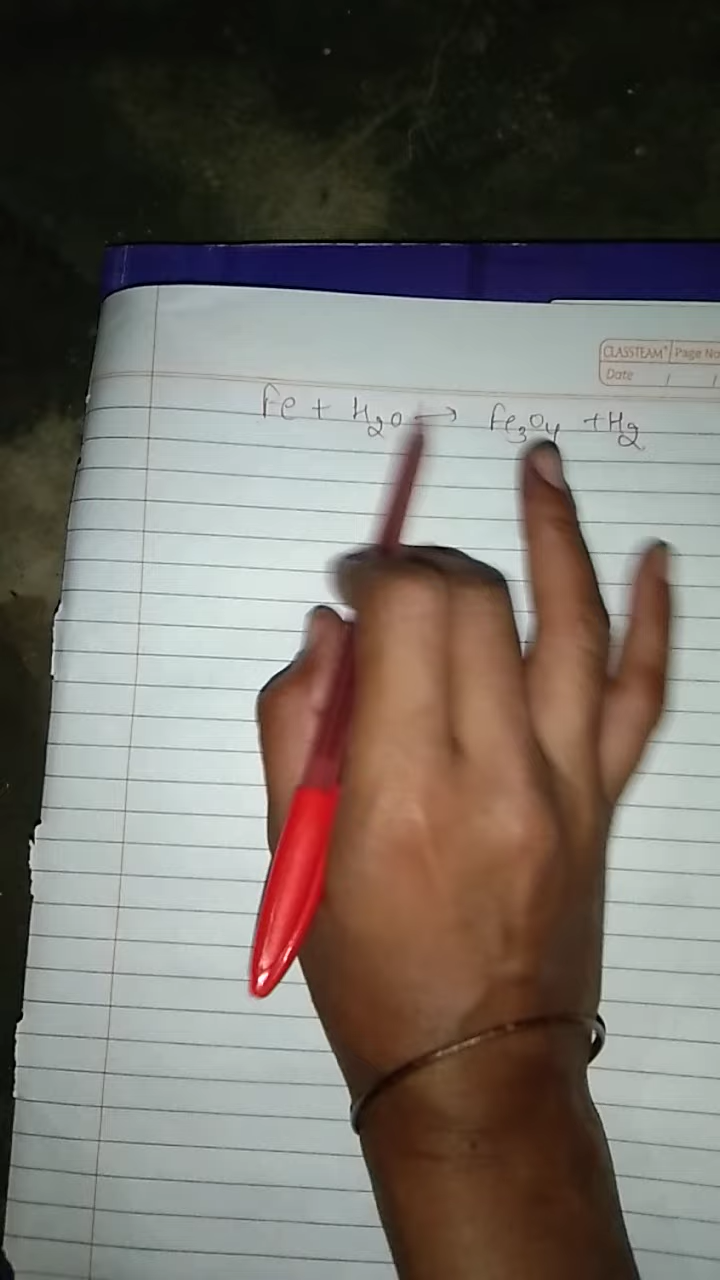 CLASSTEAM® Page No
Date / /
Fe + H₂O → Fe₃O₄ + H₂